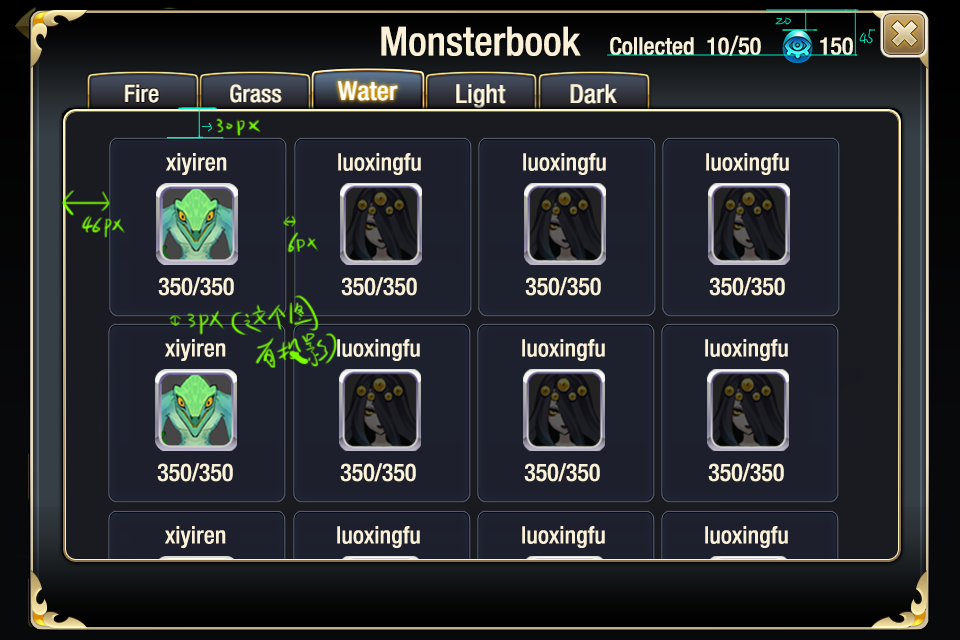 20
Monsterbook Collected 10/50 150 45
Fire Grass Water Light Dark
30px
xiyiren luoxingfu luoxingfu luoxingfu
46px
6px
350/350 350/350 350/350 350/350
3px (这个图
有投影)
xiyiren luoxingfu luoxingfu luoxingfu
350/350 350/350 350/350 350/350
xiyiren luoxingfu luoxingfu luoxingfu